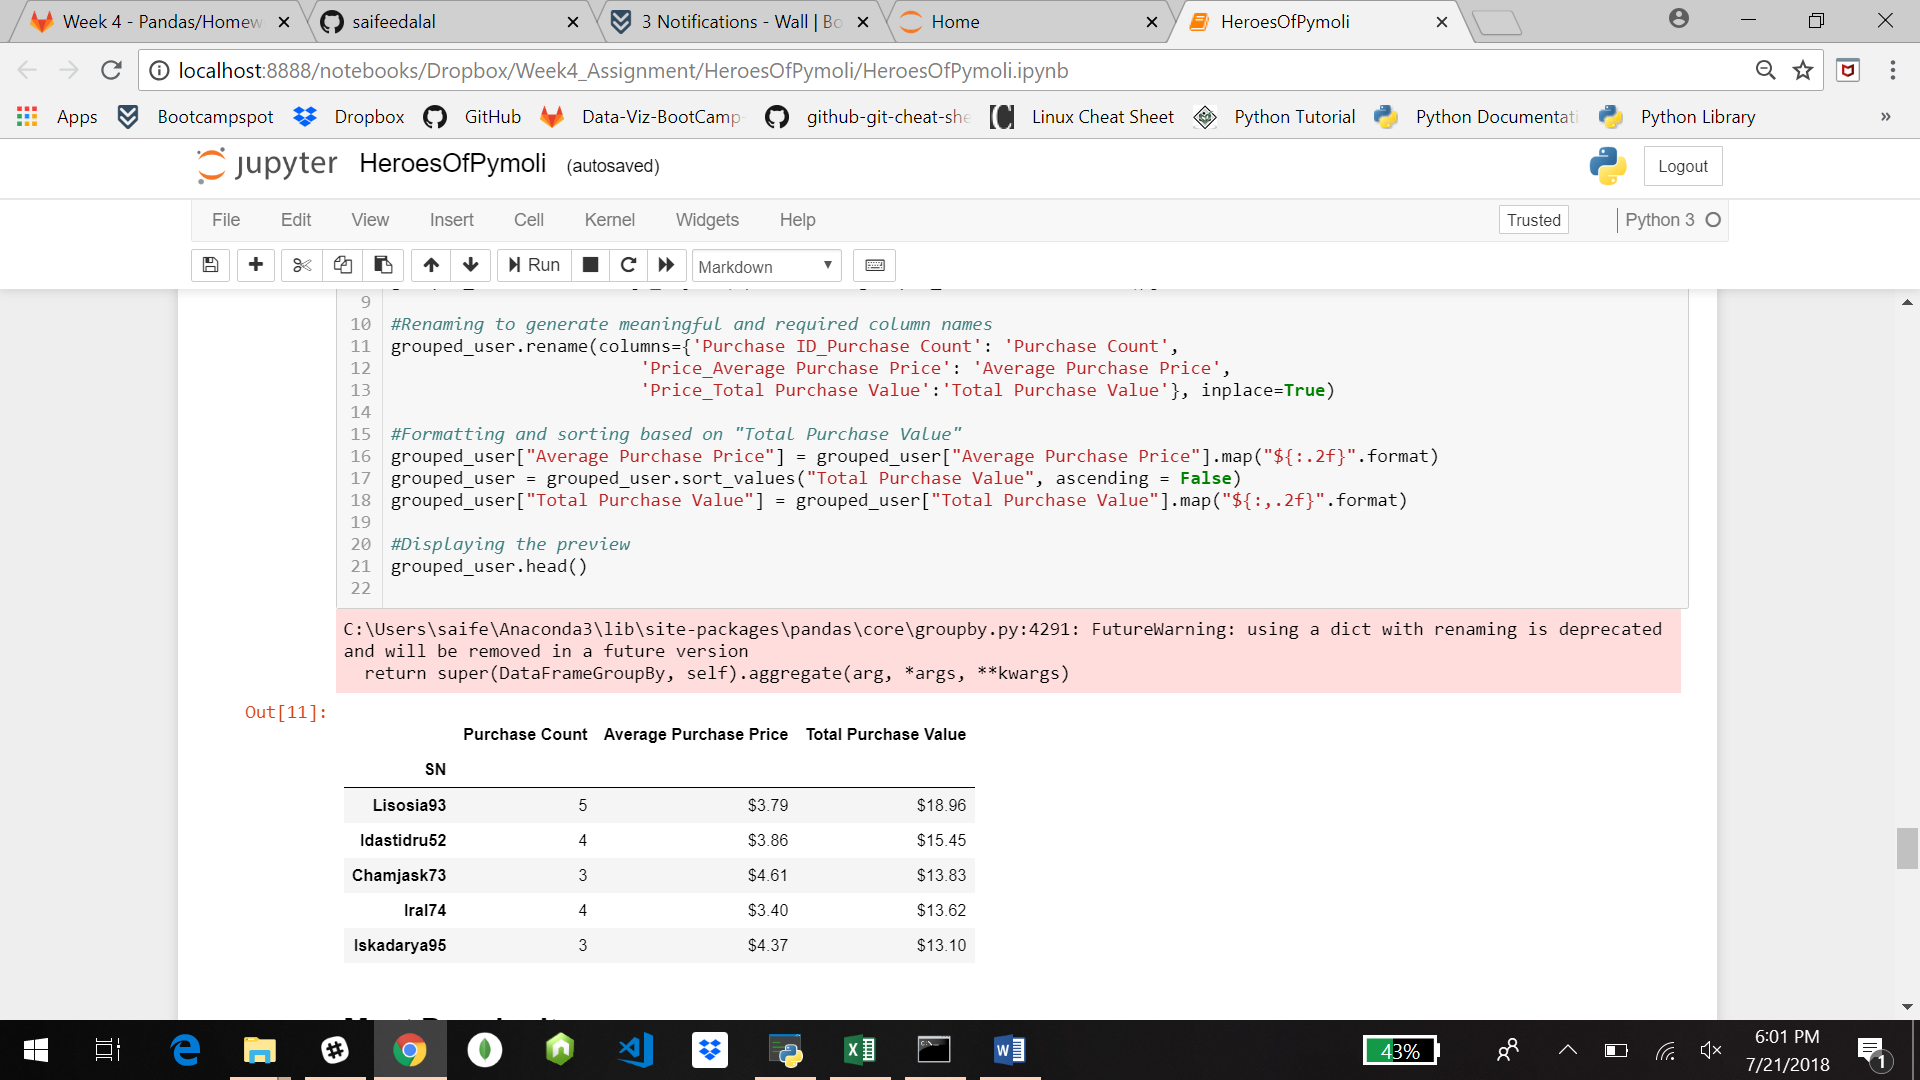 Week 4 - Pandas/Homew
saifeedalal
3 Notifications - Wall | Bo
Home
HeroesOfPymoli
localhost:8888/notebooks/Dropbox/Week4_Assignment/HeroesOfPymoli/HeroesOfPymoli.ipynb
Apps Bootcampspot Dropbox GitHub Data-Viz-BootCamp- github-git-cheat-she Linux Cheat Sheet Python Tutorial Python Documentati Python Library »
jupyter HeroesOfPymoli (autosaved) Logout
File Edit View Insert Cell Kernel Widgets Help Trusted Python 3
Run Markdown
9
10 #Renaming to generate meaningful and required column names
11 grouped_user.rename(columns={'Purchase ID_Purchase Count': 'Purchase Count',
12 'Price_Average Purchase Price': 'Average Purchase Price',
13 'Price_Total Purchase Value':'Total Purchase Value'}, inplace=True)
14
15 #Formatting and sorting based on "Total Purchase Value"
16 grouped_user["Average Purchase Price"] = grouped_user["Average Purchase Price"].map("${:.2f}".format)
17 grouped_user = grouped_user.sort_values("Total Purchase Value", ascending = False)
18 grouped_user["Total Purchase Value"] = grouped_user["Total Purchase Value"].map("${:,.2f}".format)
19
20 #Displaying the preview
21 grouped_user.head()
22
C:\Users\saife\Anaconda3\lib\site-packages\pandas\core\groupby.py:4291: FutureWarning: using a dict with renaming is deprecated
and will be removed in a future version
return super(DataFrameGroupBy, self).aggregate(arg, *args, **kwargs)
Out[11]:
Purchase Count Average Purchase Price Total Purchase Value
SN
Lisosia93 5 $3.79 $18.96
Idastidru52 4 $3.86 $15.45
Chamjask73 3 $4.61 $13.83
Iral74 4 $3.40 $13.62
Iskadarya95 3 $4.37 $13.10
43%
6:01 PM
7/21/2018
1